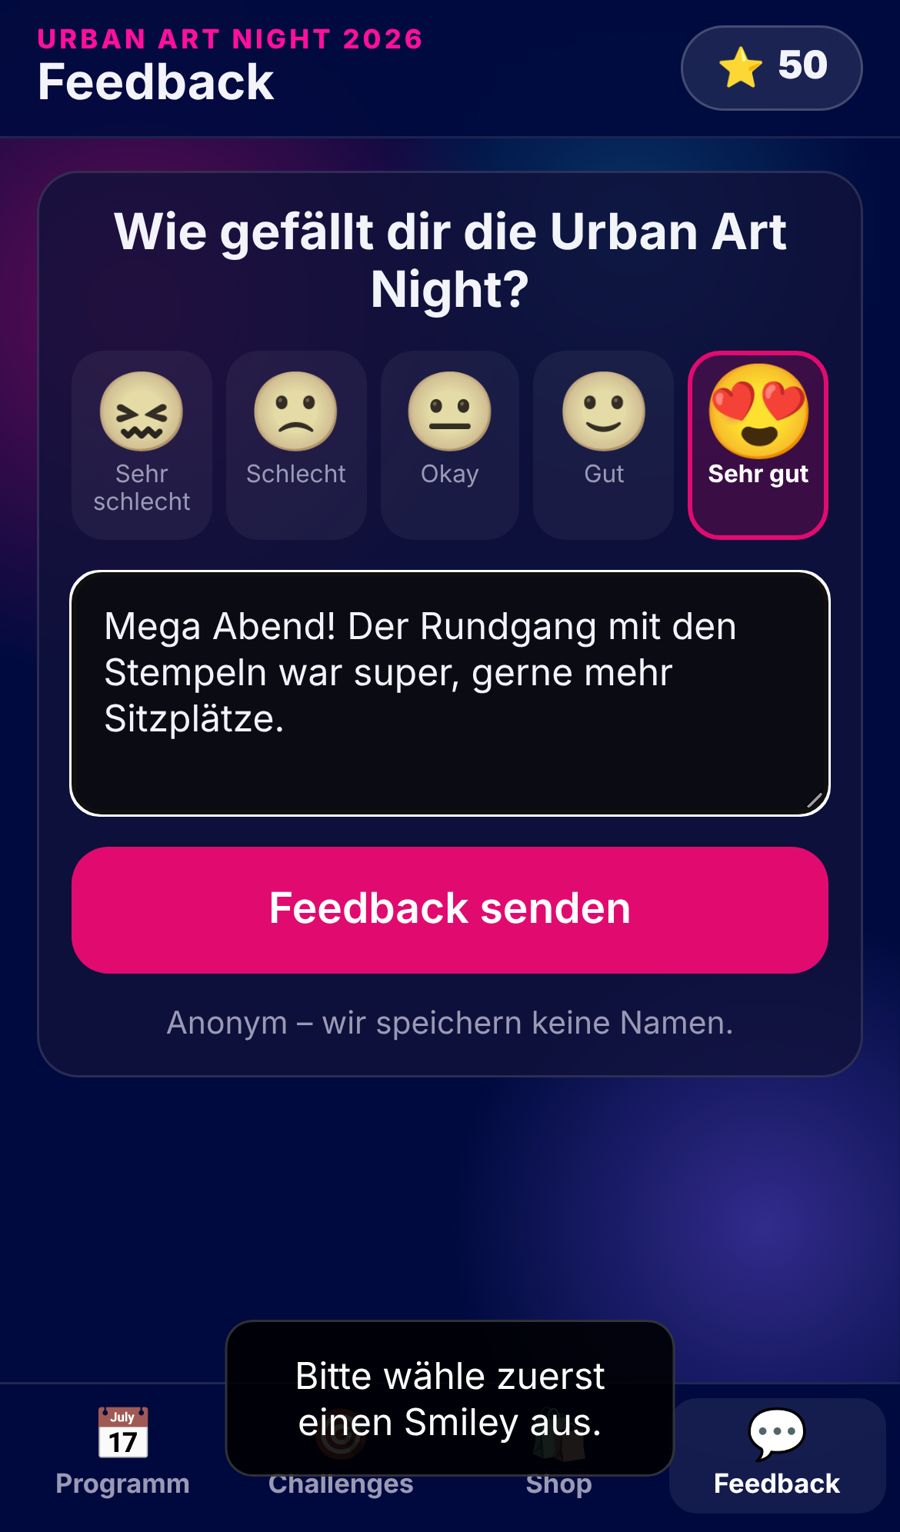 URBAN ART NIGHT 2026
Feedback
50
Wie gefällt dir die Urban Art
Night?
Sehr
schlecht
Schlecht
Okay
Gut
Sehr gut
Mega Abend! Der Rundgang mit den
Stempeln war super, gerne mehr
Sitzplätze.
Feedback senden
Anonym – wir speichern keine Namen.
Bitte wähle zuerst
einen Smiley aus.
July
17
Programm
Challenges
Shop
Feedback